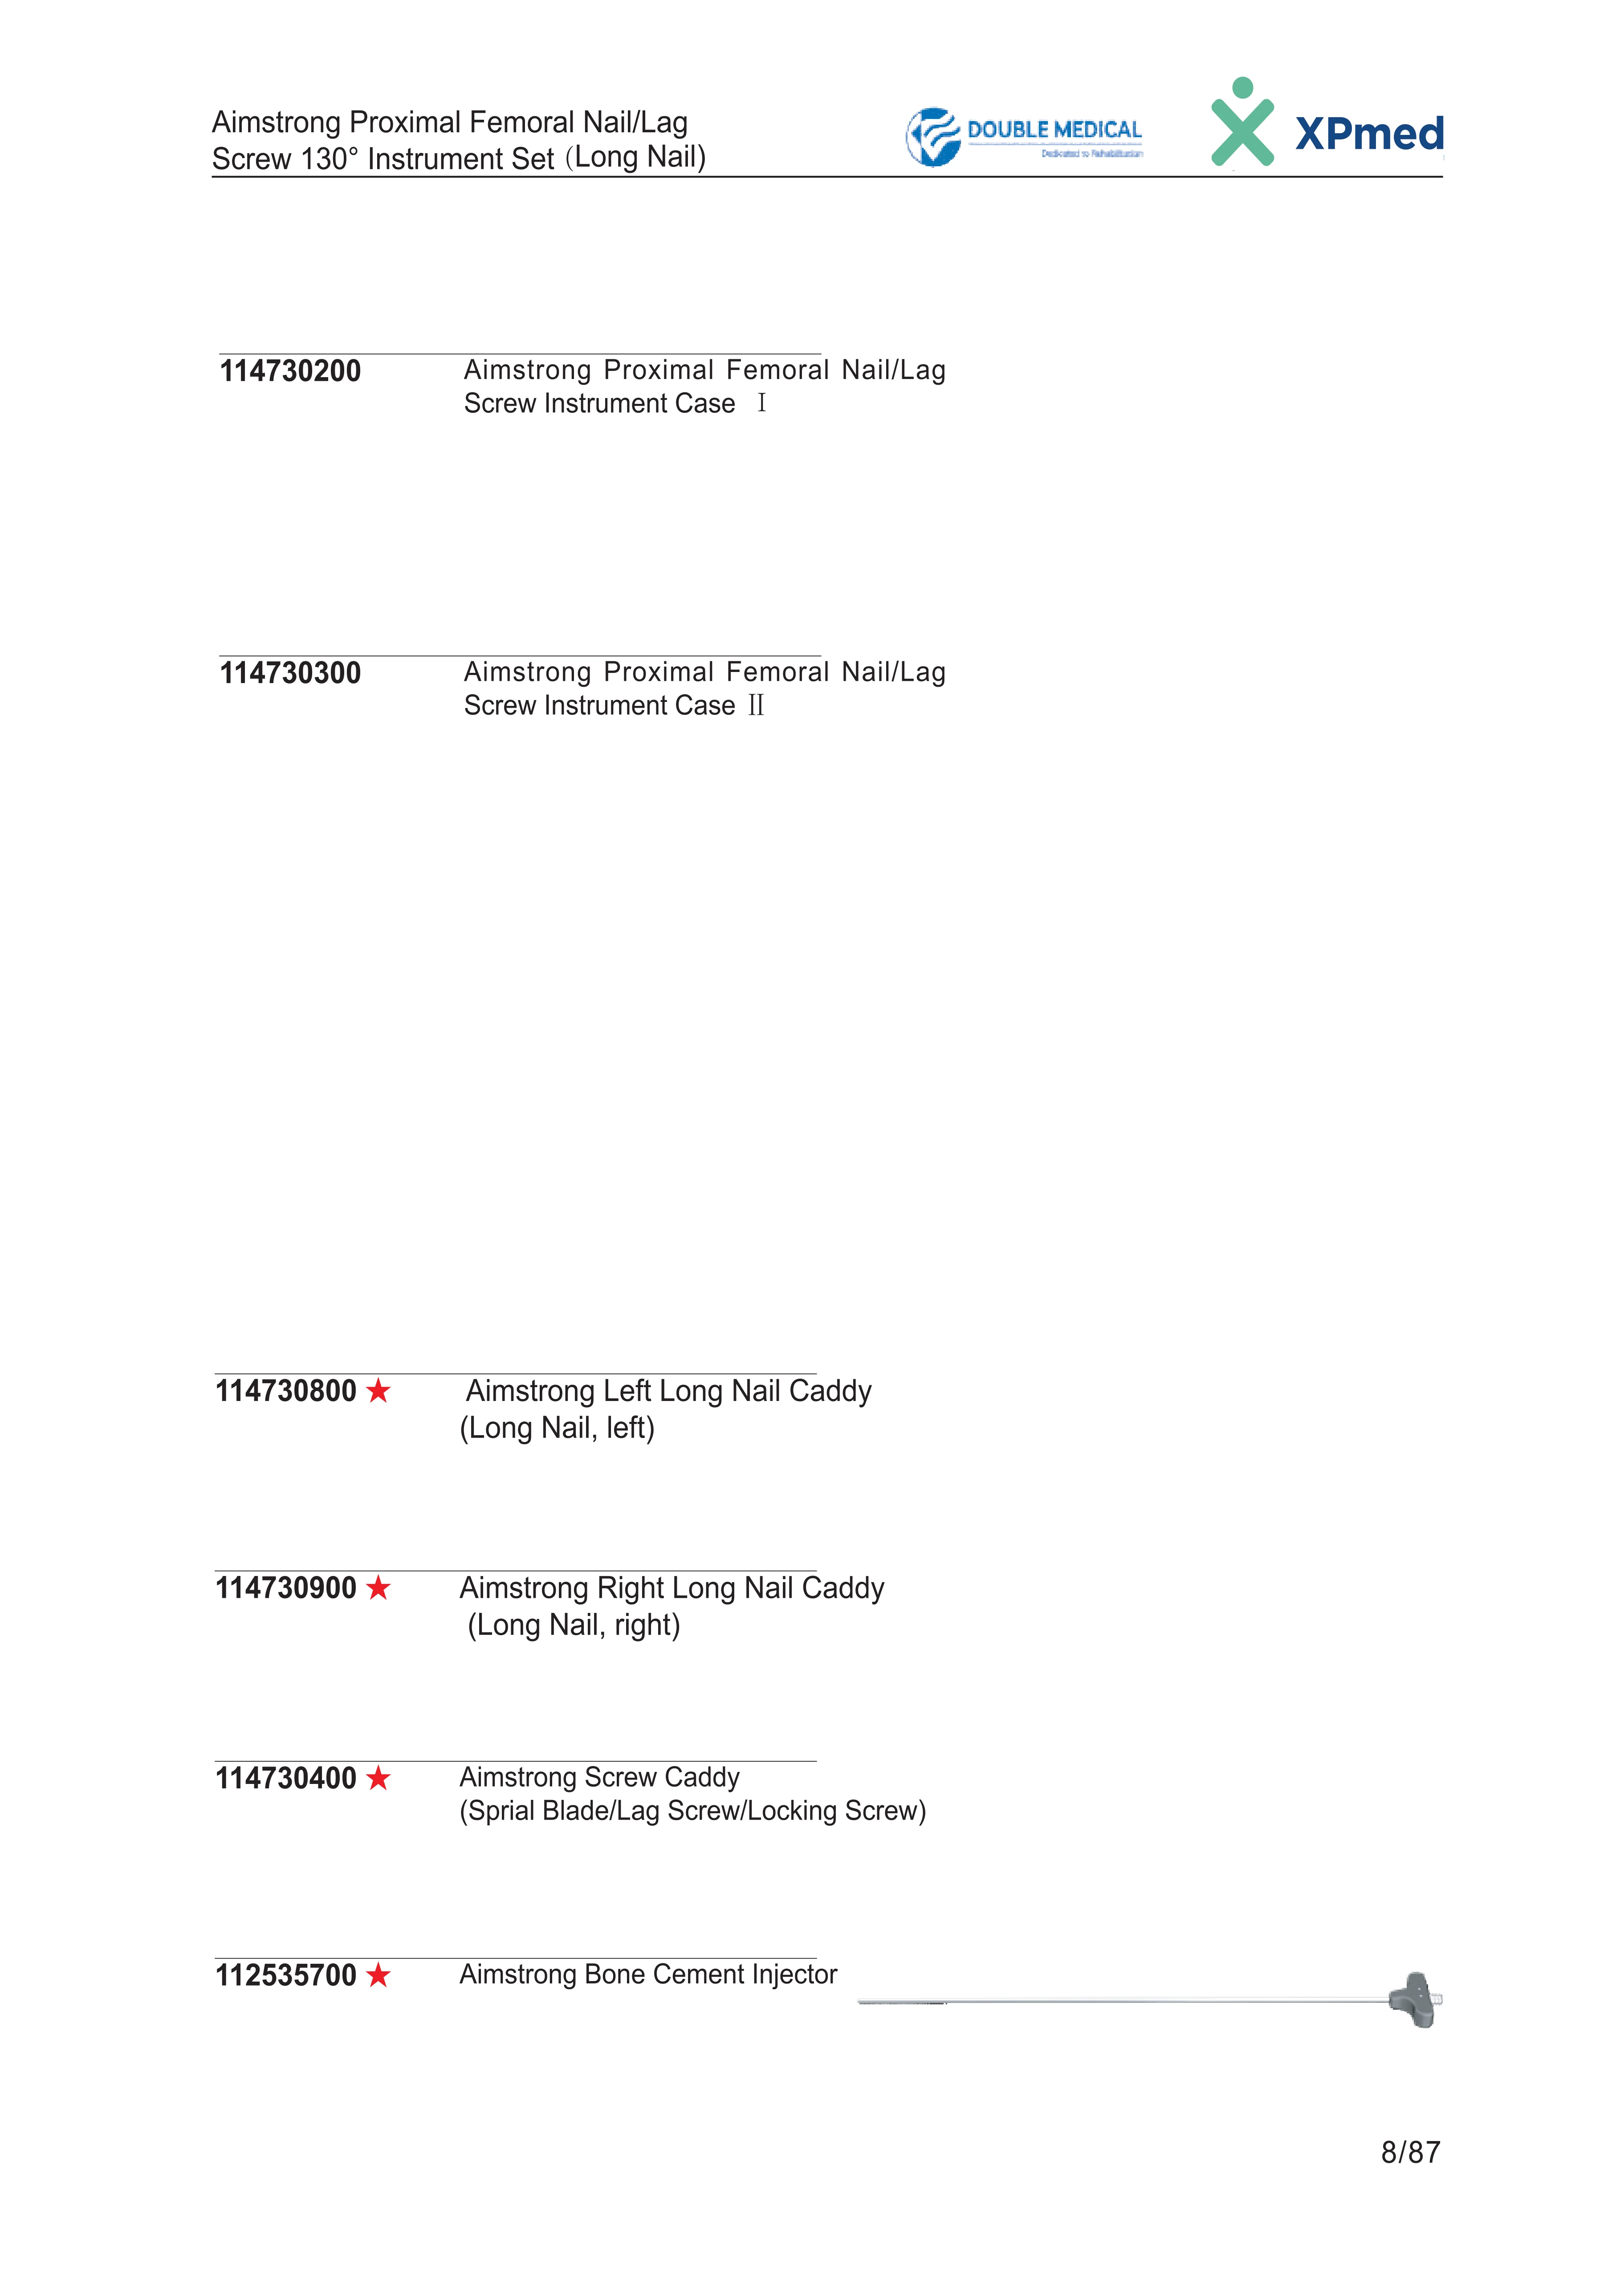 Aimstrong Proximal Femoral Nail/Lag
Screw 130° Instrument Set（Long Nail)
DOUBLE MEDICAL
Dedicated to Rehabilitation
XPmed
114730200 Aimstrong Proximal Femoral Nail/Lag
Screw Instrument Case Ⅰ
114730300 Aimstrong Proximal Femoral Nail/Lag
Screw Instrument Case Ⅱ
114730800 ★ Aimstrong Left Long Nail Caddy
(Long Nail, left)
114730900 ★ Aimstrong Right Long Nail Caddy
(Long Nail, right)
114730400 ★ Aimstrong Screw Caddy
(Sprial Blade/Lag Screw/Locking Screw)
112535700 ★ Aimstrong Bone Cement Injector
8/87